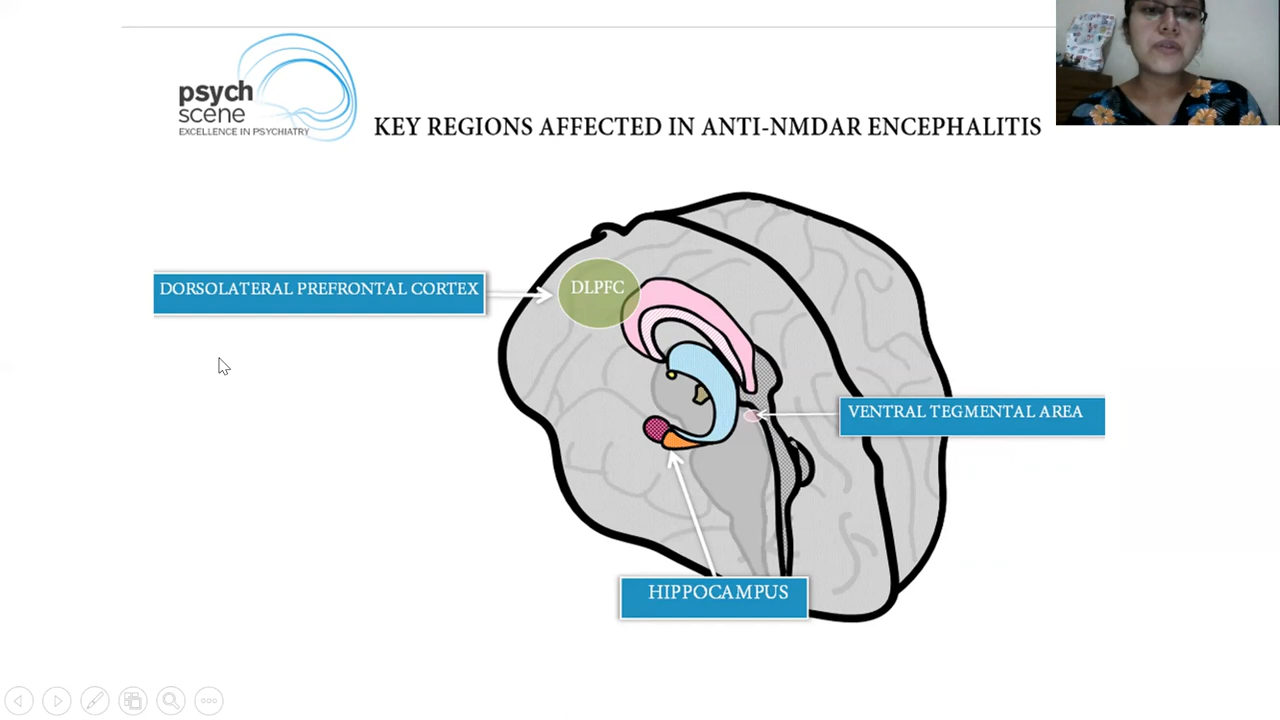 psych
scene
EXCELLENCE IN PSYCHIATRY
KEY REGIONS AFFECTED IN ANTI-NMDAR ENCEPHALITIS
DORSOLATERAL PREFRONTAL CORTEX
DLPFC
VENTRAL TEGMENTAL AREA
HIPPOCAMPUS